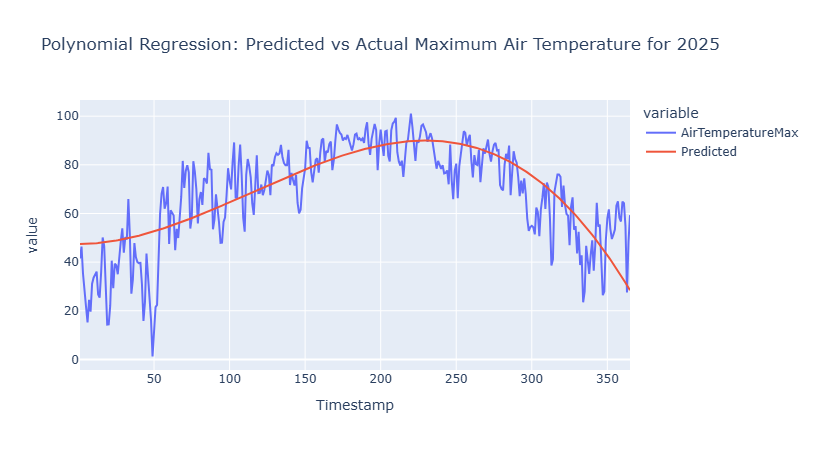 Polynomial Regression: Predicted vs Actual Maximum Air Temperature for 2025
variable
AirTemperatureMax
Predicted
value
100
80
60
40
20
0
50
100
150
200
250
300
350
Timestamp